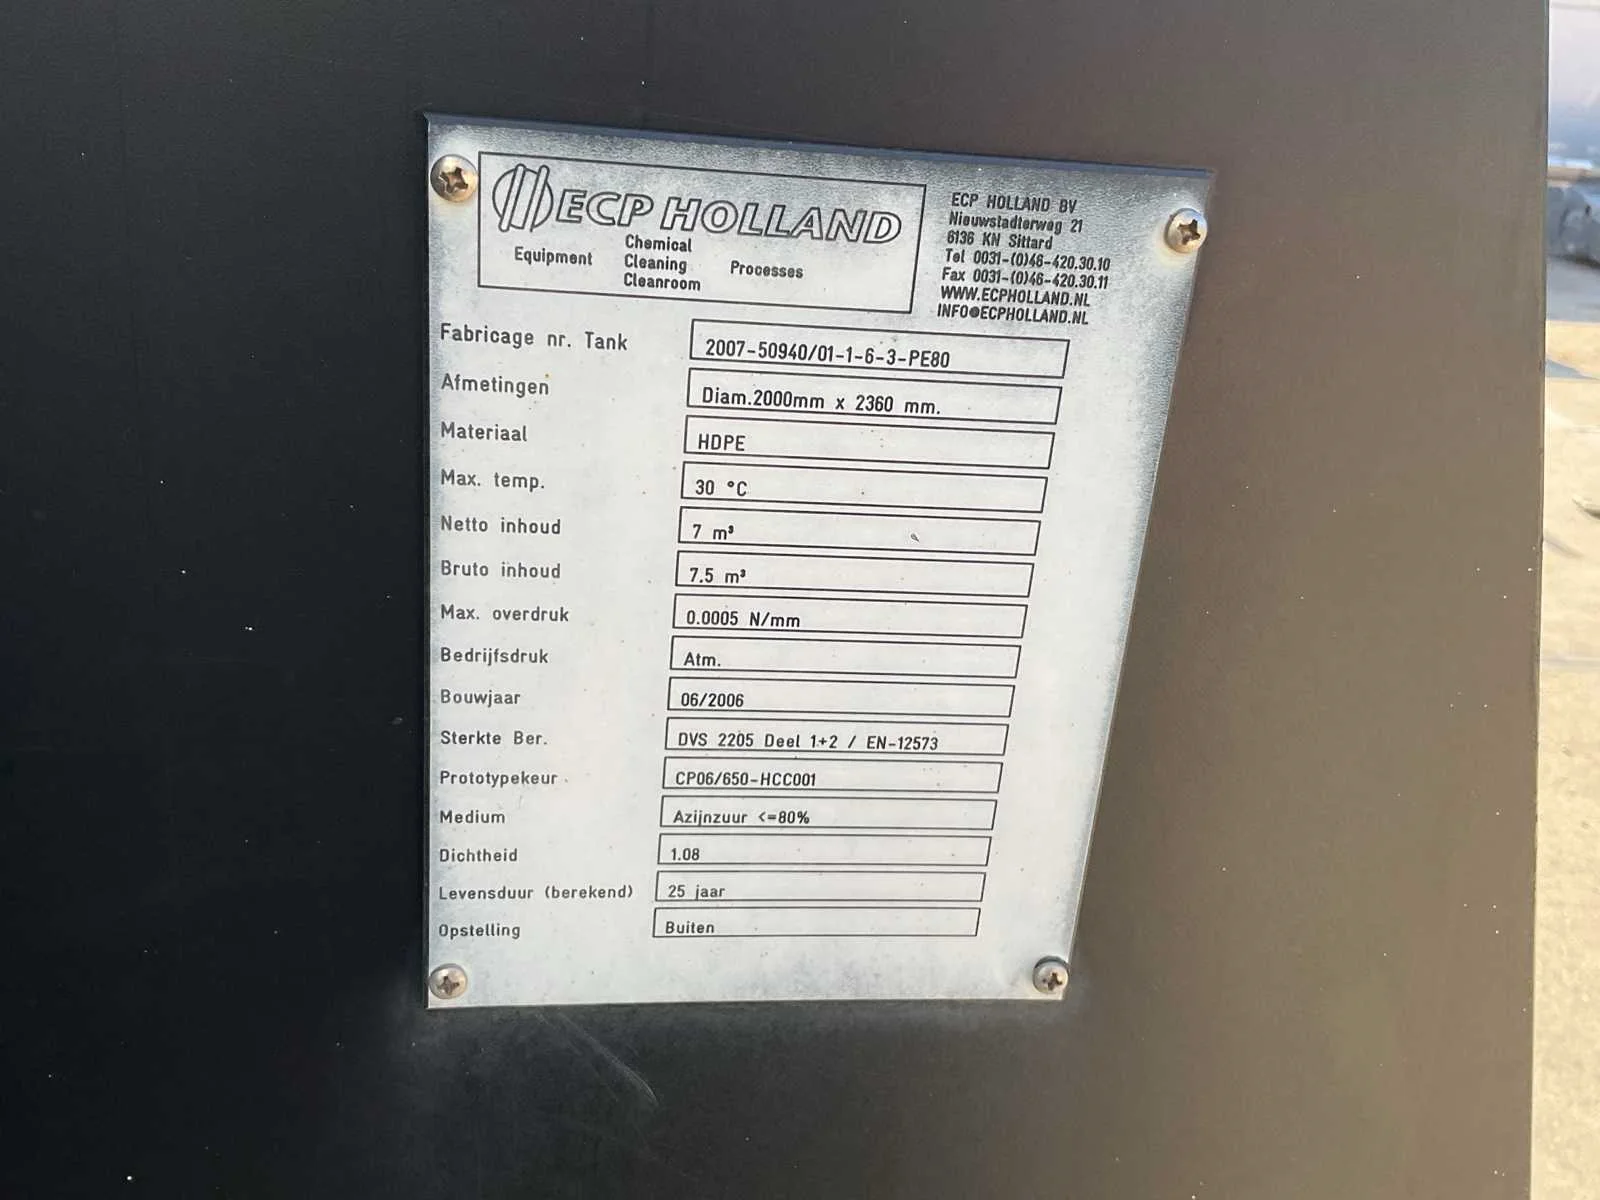 ECP HOLLAND
Equipment
Chemical
Cleaning
Cleanroom
Processes
ECP HOLLAND BV
Nieuwstadterweg 21
6136 KN Sittard
Tel 0031-(0)46-420.30.10
Fax 0031-(0)46-420.30.11
WWW.ECPHOLLAND.NL
INFO@ECPHOLLAND.NL
Fabricage nr. Tank 2007-50940/01-1-6-3-PE80
Afmetingen Diam.2000mm x 2360 mm.
Materiaal HDPE
Max. temp. 30 °C
Netto inhoud 7 m³
Bruto inhoud 7.5 m³
Max. overdruk 0.0005 N/mm
Bedrijfsdruk Atm.
Bouwjaar 06/2006
Sterkte Ber. DVS 2205 Deel 1+2 / EN-12573
Prototypekeur CP06/650-HCC001
Medium Azijnzuur <=80%
Dichtheid 1.08
Levensduur (berekend) 25 jaar
Opstelling Buiten